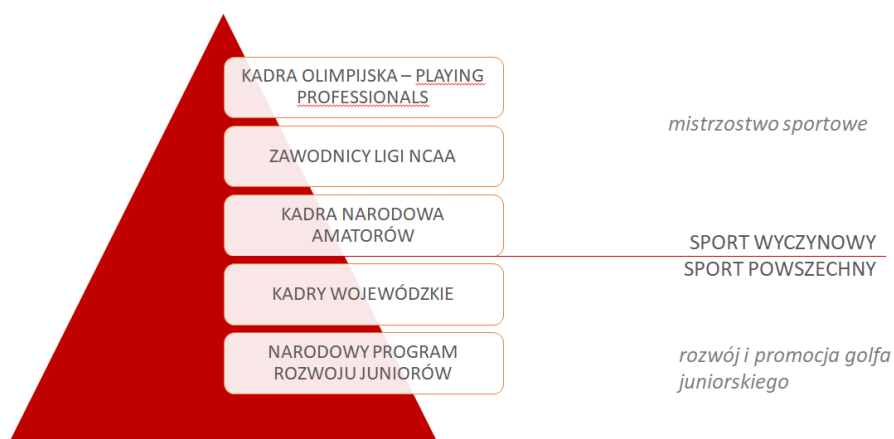 KADRA OLIMPIJSKA – PLAYING
PROFESSIONALS
mistrzostwo sportowe
ZAWODNICY LIGI NCAA
KADRA NARODOWA
AMATORÓW
SPORT WYCZYNOWY
SPORT POWSZECHNY
KADRY WOJEWÓDZKIE
NARODOWY PROGRAM
ROZWOJU JUNIORÓW
rozwój i promocja golfa
juniorskiego